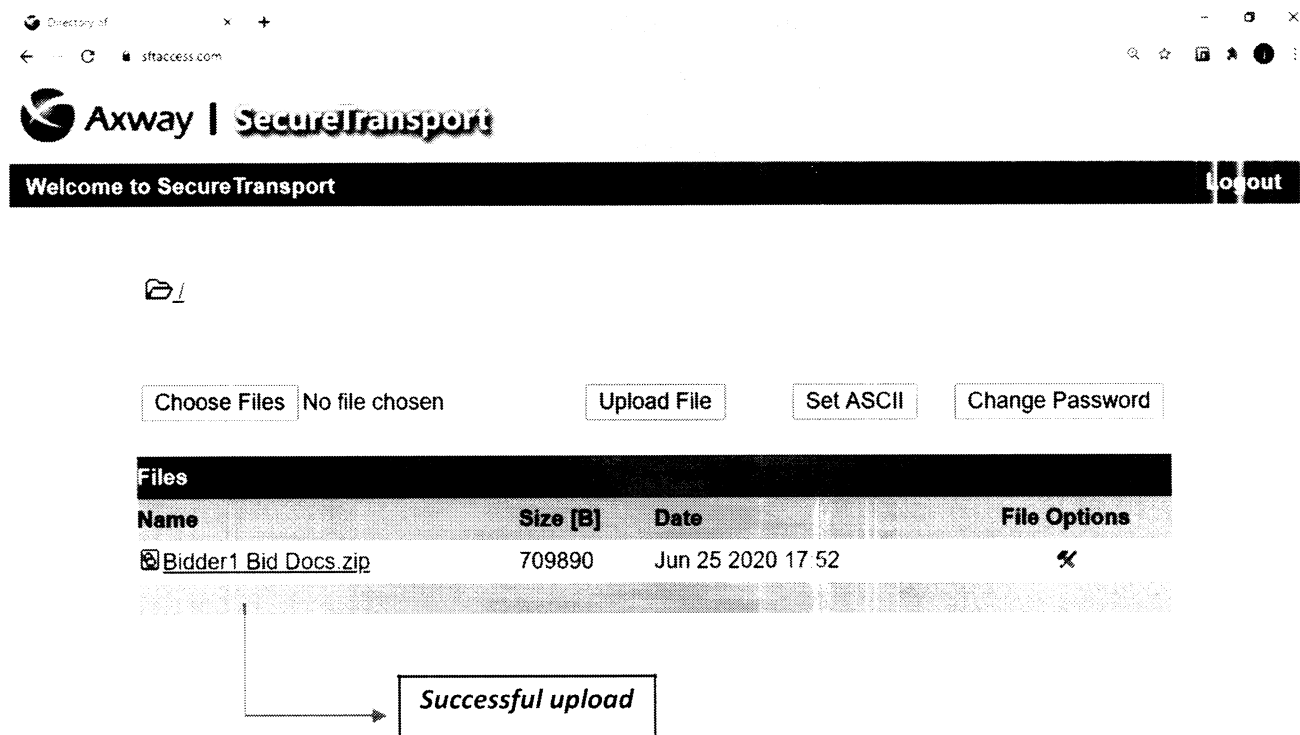 Directory of
sftaccess.com
Axway | SecureTransport
Welcome to SecureTransport Logout
/
Choose Files No file chosen Upload File Set ASCII Change Password
Files
Name Size [B] Date File Options
Bidder1 Bid Docs.zip 709890 Jun 25 2020 17:52
Successful upload